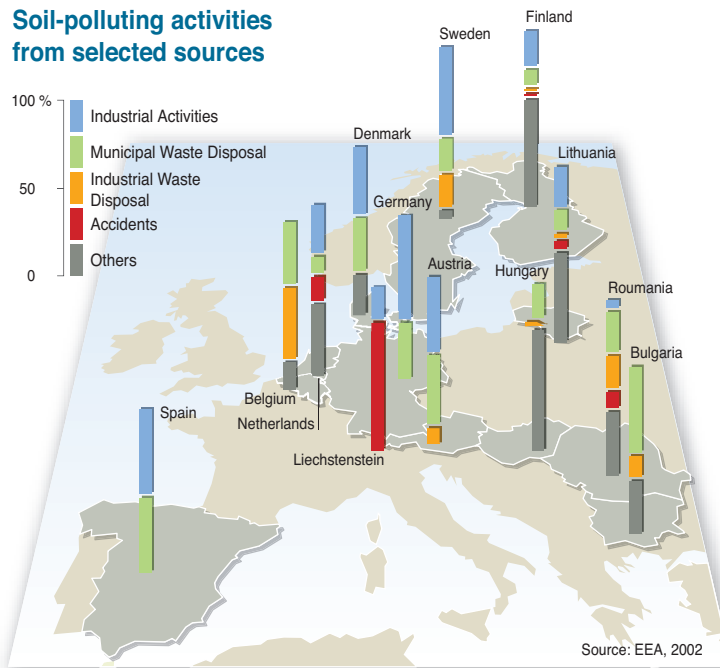 Soil-polluting activities
from selected sources
100 %
50
0
Industrial Activities
Municipal Waste Disposal
Industrial Waste
Disposal
Accidents
Others
Finland
Sweden
Denmark
Lithuania
Germany
Austria
Hungary
Roumania
Bulgaria
Belgium
Netherlands
Spain
Liechstenstein
Source: EEA, 2002